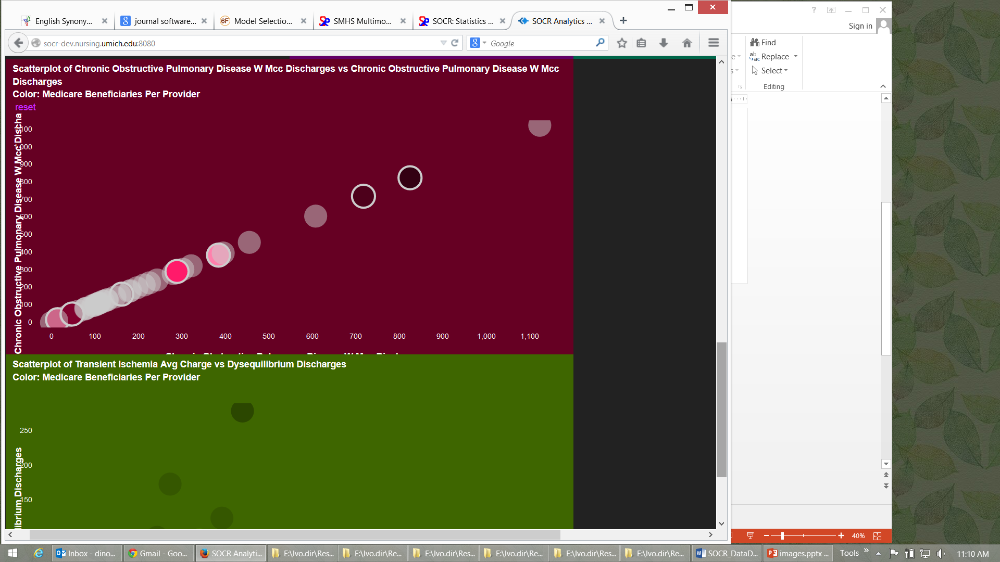 English Synony...
journal software...
Model Selectio...
SMHS Multimo...
SOCR: Statistics ...
SOCR Analytics ...
socr-dev.nursing.umich.edu:8080
Google
Sign in
Find
Replace
Select
Editing
Scatterplot of Chronic Obstructive Pulmonary Disease W Mcc Discharges vs Chronic Obstructive Pulmonary Disease W Mcc
Discharges
Color: Medicare Beneficiaries Per Provider
reset
Chronic Obstructive Pulmonary Disease W Mcc Discha
1,100
1,000
900
800
700
600
500
400
300
200
100
0
0 100 200 300 400 500 600 700 800 900 1,000 1,100
Scatterplot of Transient Ischemia Avg Charge vs Dysequilibrium Discharges
Color: Medicare Beneficiaries Per Provider
librium Discharges
250
200
150
40%
Inbox - dino...
Gmail - Goo...
SOCR Analyti...
E:\Ivo.dir\Res...
E:\Ivo.dir\Re...
E:\Ivo.dir\Res...
E:\Ivo.dir\Re...
E:\Ivo.dir\Res...
E:\Ivo.dir\Re...
SOCR_DataD...
images.pptx ...
Tools
11:10 AM